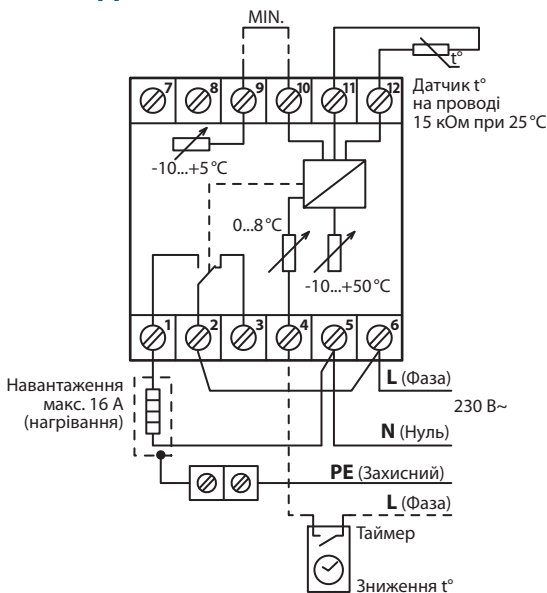 MIN.
7 8 9 10 11 12
t°
Датчик t°
на проводі
15 кОм при 25 °C
-10...+5 °C
0...8 °C
-10...+50 °C
1 2 3 4 5 6
Навантаження
макс. 16 А
(нагрівання)
L (Фаза)
230 В~
N (Нуль)
PE (Захисний)
L (Фаза)
Таймер
Зниження t°